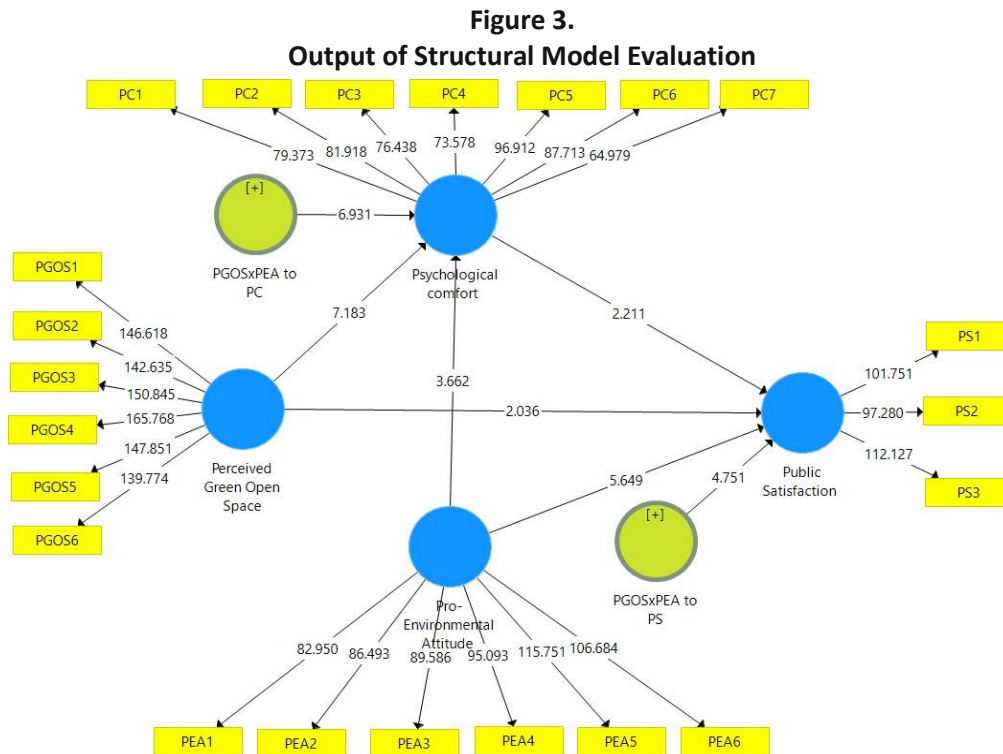 Figure 3.
Output of Structural Model Evaluation
PC1
PC2
PC3
PC4
PC5
PC6
PC7
79.373
81.918
76.438
73.578
96.912
87.713
64.979
[+]
6.931
PGOSxPEA to
PC
Psychological
comfort
PGOS1
PGOS2
PGOS3
PGOS4
PGOS5
PGOS6
146.618
142.635
150.845
165.768
147.851
139.774
Perceived
Green Open
Space
7.183
3.662
2.211
2.036
5.649
4.751
PS1
PS2
PS3
101.751
97.280
112.127
Public
Satisfaction
[+]
PGOSxPEA to
PS
Pro-
Environmental
Attitude
82.950
86.493
89.586
95.093
115.751
106.684
PEA1
PEA2
PEA3
PEA4
PEA5
PEA6